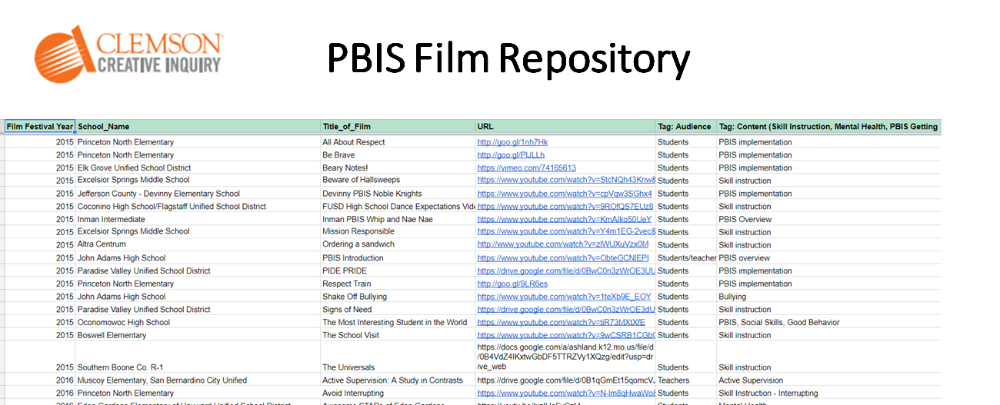 CLEMSON®
CREATIVE INQUIRY
PBIS Film Repository
Film Festival Year School_Name Title_of_Film URL Tag: Audience Tag: Content (Skill Instruction, Mental Health, PBIS Getting
2015 Princeton North Elementary All About Respect http://goo.gl/1nh7Hk Students PBIS implementation
2015 Princeton North Elementary Be Brave http://goo.gl/PlJLLh Students PBIS implementation
2015 Elk Grove Unified School District Beary Notes! https://vimeo.com/74165613 Students PBIS implementation
2015 Excelsior Springs Middle School Beware of Hallsweeps https://www.youtube.com/watch?v=StcNQh43Knw& Students Skill instruction
2015 Jefferson County - Devinny Elementary School Devinny PBIS Noble Knights https://www.youtube.com/watch?v=cpVqw3SGhx4 Students PBIS implementation
2015 Coconino High School/Flagstaff Unified School District FUSD High School Dance Expectations Vide https://www.youtube.com/watch?v=9ROfQS7EUz8 Students Skill instruction
2015 Inman Intermediate Inman PBIS Whip and Nae Nae https://www.youtube.com/watch?v=KmAlko50UeY Students PBIS Overview
2015 Excelsior Springs Middle School Mission Responsible https://www.youtube.com/watch?v=Y4m1EG-2vec& Students Skill instruction
2015 Altra Centrum Ordering a sandwich http://www.youtube.com/watch?v=zlWUXuVzx0M Students Skill instruction
2015 John Adams High School PBIS Introduction https://www.youtube.com/watch?v=ObteGCNlEPI Students/teacher PBIS overview
2015 Paradise Valley Unified School District PIDE PRIDE https://drive.google.com/file/d/0BwC0n3zWrOE3UU Students PBIS implementation
2015 Princeton North Elementary Respect Train http://goo.gl/9LR6es Students PBIS implementation
2015 John Adams High School Shake Off Bullying https://www.youtube.com/watch?v=1teXb9E_EOY Students Bullying
2015 Paradise Valley Unified School District Signs of Need https://drive.google.com/file/d/0BwC0n3zWrOE3dU Students Skill instruction
2015 Oconomowoc High School The Most Interesting Student in the World https://www.youtube.com/watch?v=tiR73MXtXfE Students PBIS, Social Skills, Good Behavior
2015 Boswell Elementary The School Visit https://www.youtube.com/watch?v=9wCSRB1CGb Students Skill instruction
https://docs.google.com/a/ashland.k12.mo.us/file/d
/0B4VdZ4IKxtwGbDF5TTRZVy1XQzg/edit?usp=dr
2015 Southern Boone Co. R-1 The Universals ive_web Students Skill instruction
2016 Muscoy Elementary, San Bernardino City Unified Active Supervision: A Study in Contrasts https://drive.google.com/file/d/0B1qGmEt15qomcVJ Teachers Active Supervision
2016 Princeton North Elementary Avoid Interrupting https://www.youtube.com/watch?v=N-lm8qHwaWo& Students Skill Instruction - Interrupting